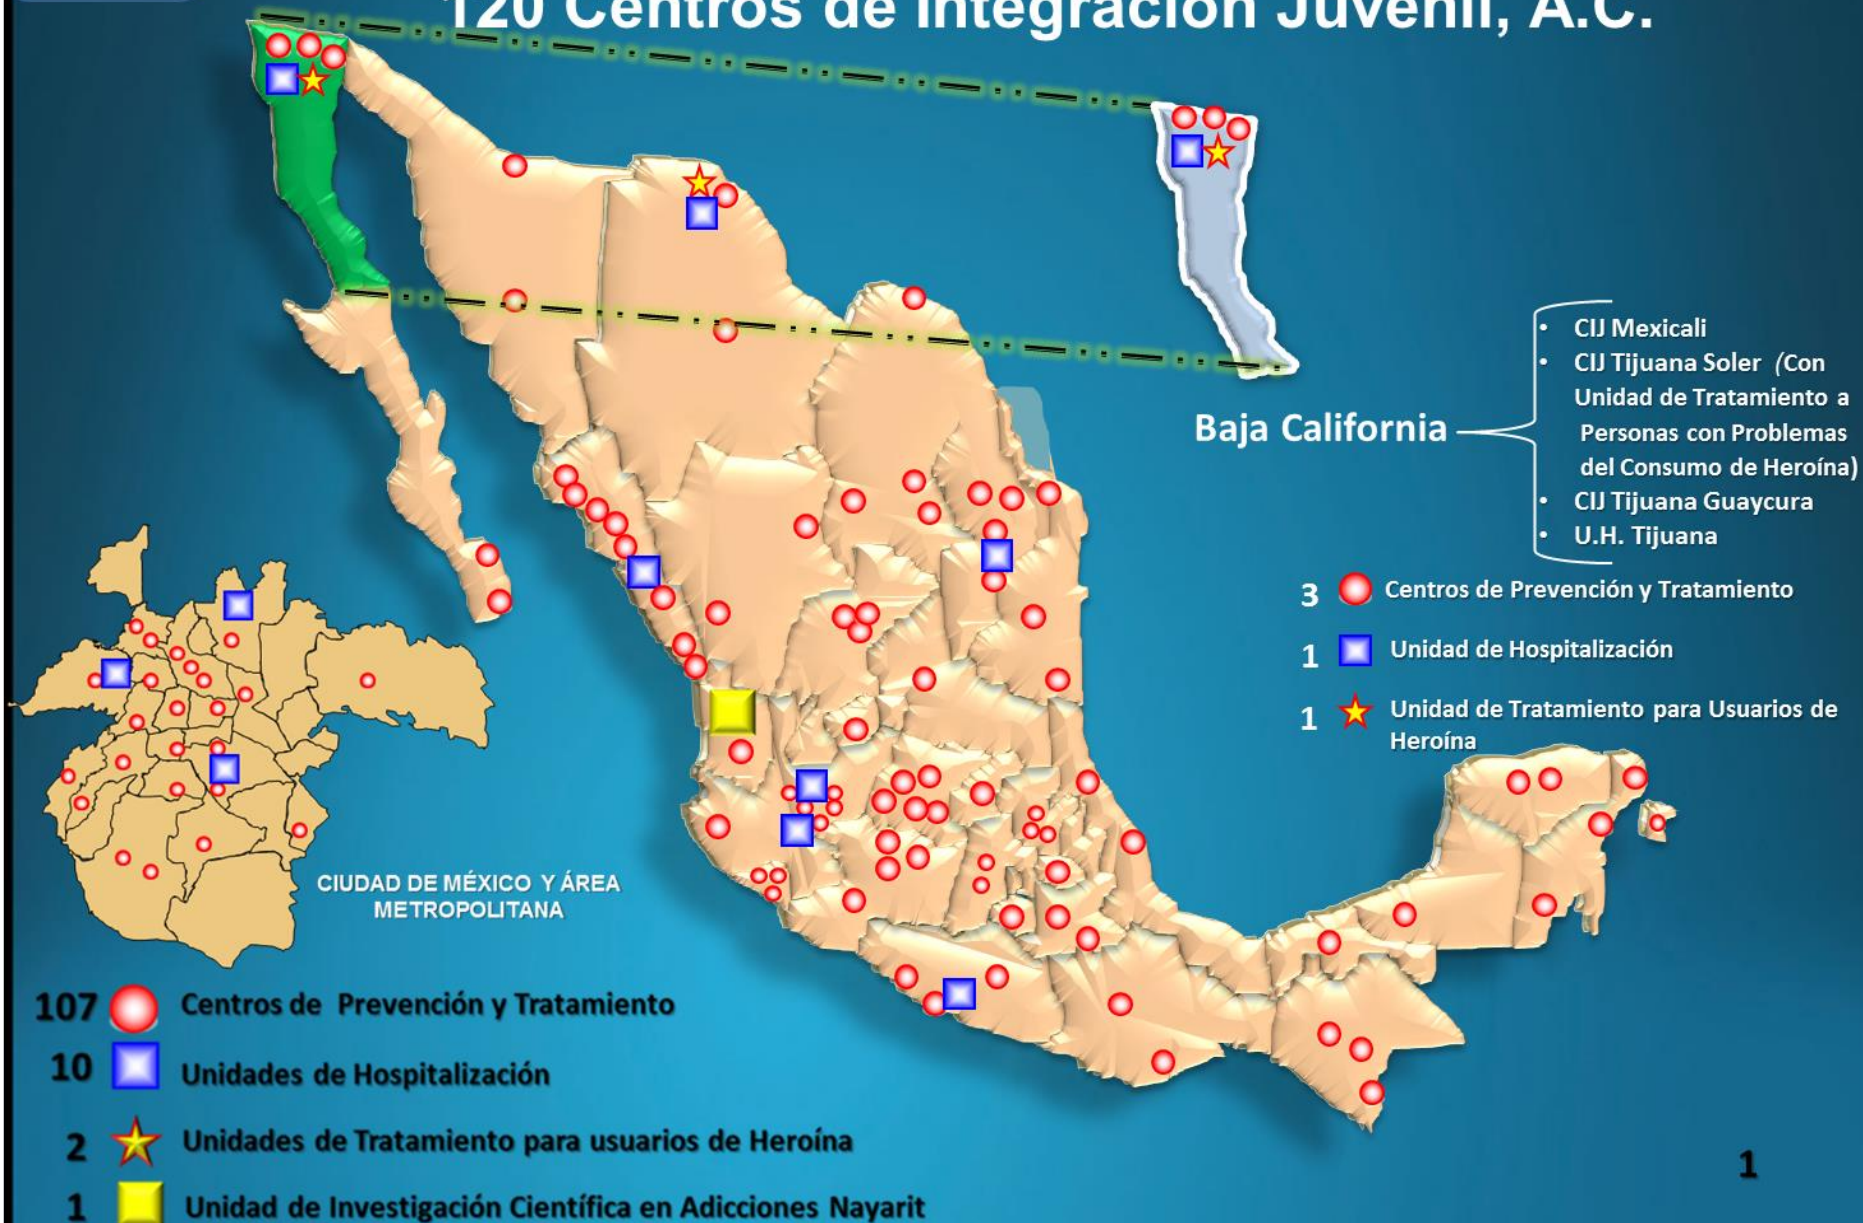 120 Centros de Integración Juvenil, A.C.
Baja California
• CIJ Mexicali
• CIJ Tijuana Soler (Con
Unidad de Tratamiento a
Personas con Problemas
del Consumo de Heroína)
• CIJ Tijuana Guaycura
• U.H. Tijuana
3 Centros de Prevención y Tratamiento
1 Unidad de Hospitalización
1 Unidad de Tratamiento para Usuarios de
Heroína
CIUDAD DE MÉXICO Y ÁREA
METROPOLITANA
107 Centros de Prevención y Tratamiento
10 Unidades de Hospitalización
2 Unidades de Tratamiento para usuarios de Heroína
1 Unidad de Investigación Científica en Adicciones Nayarit
1